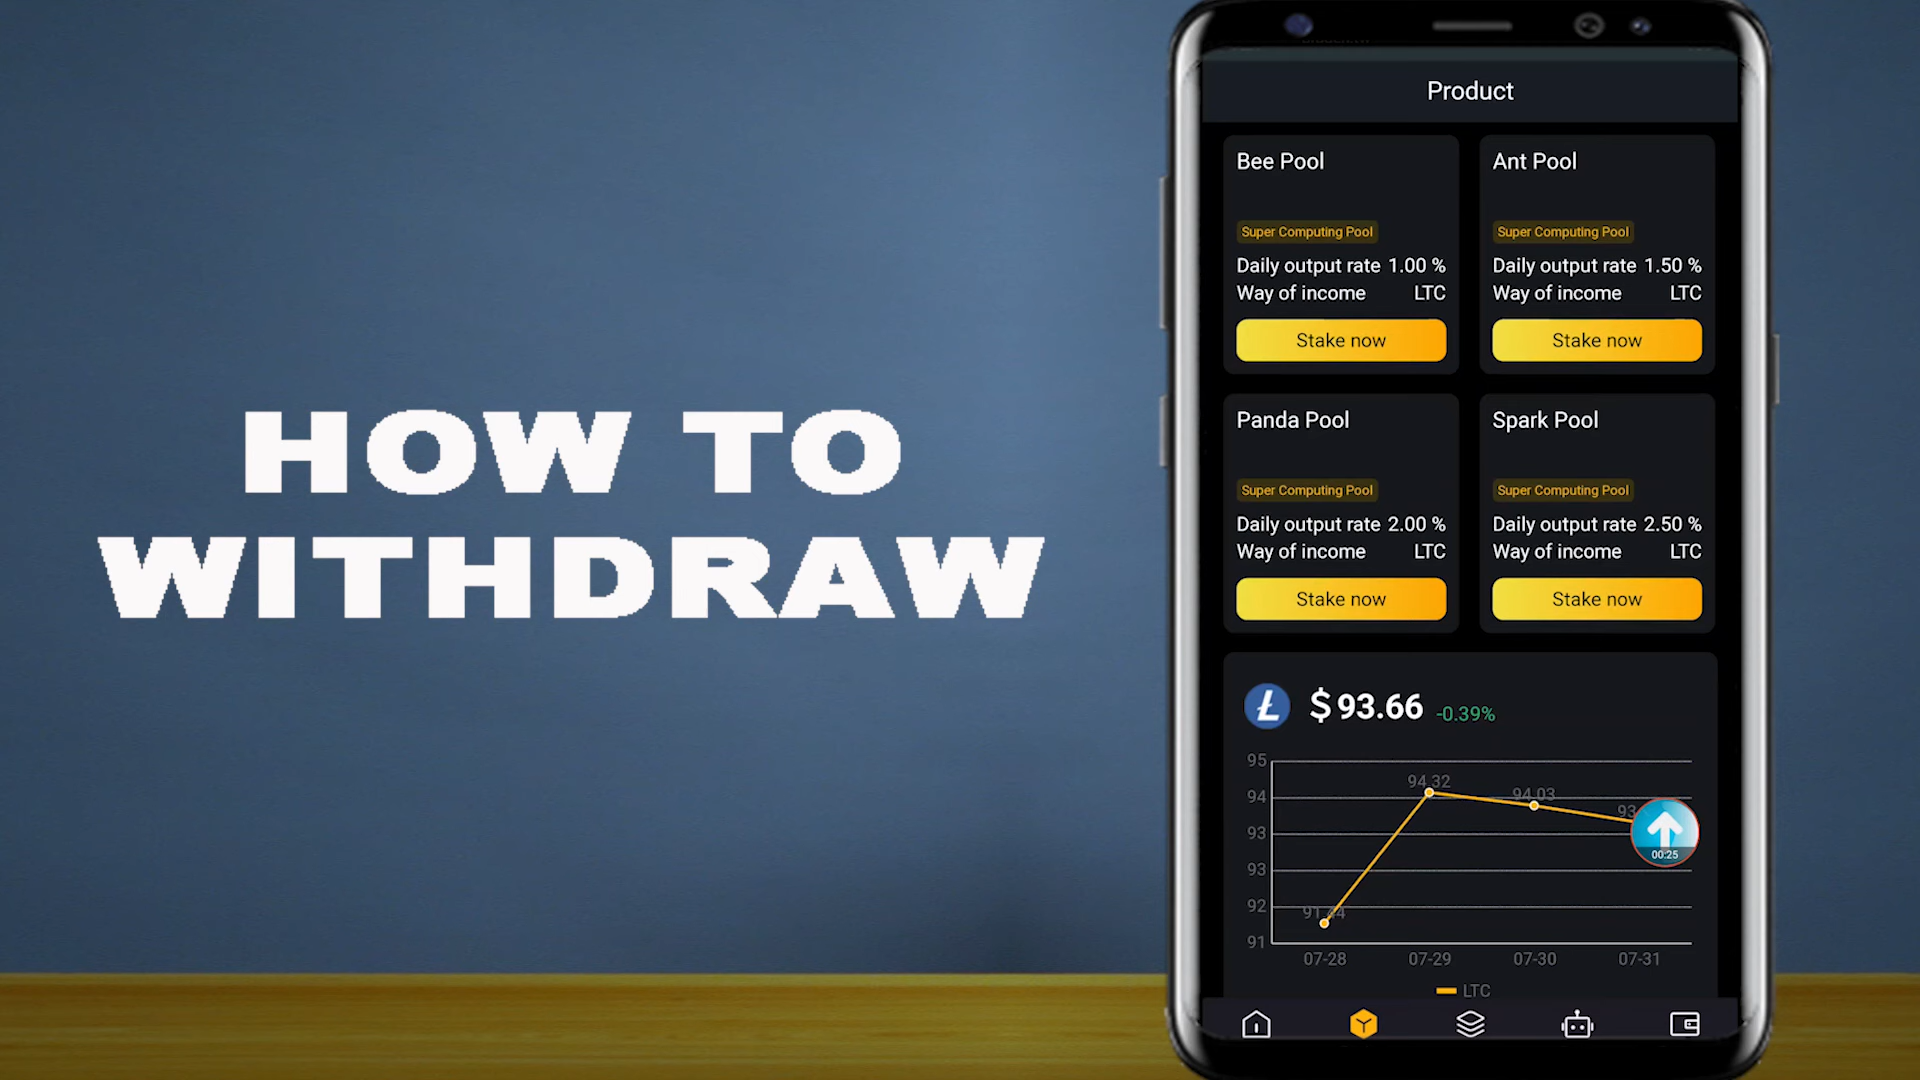 HOW TO
WITHDRAW
Product
Bee Pool
Super Computing Pool
Daily output rate 1.00 %
Way of income LTC
Stake now
Ant Pool
Super Computing Pool
Daily output rate 1.50 %
Way of income LTC
Stake now
Panda Pool
Super Computing Pool
Daily output rate 2.00 %
Way of income LTC
Stake now
Spark Pool
Super Computing Pool
Daily output rate 2.50 %
Way of income LTC
Stake now
$93.66 -0.39%
95
94
93
93
92
91
91.44
94.32
94.03
00:25
07-28 07-29 07-30 07-31
LTC